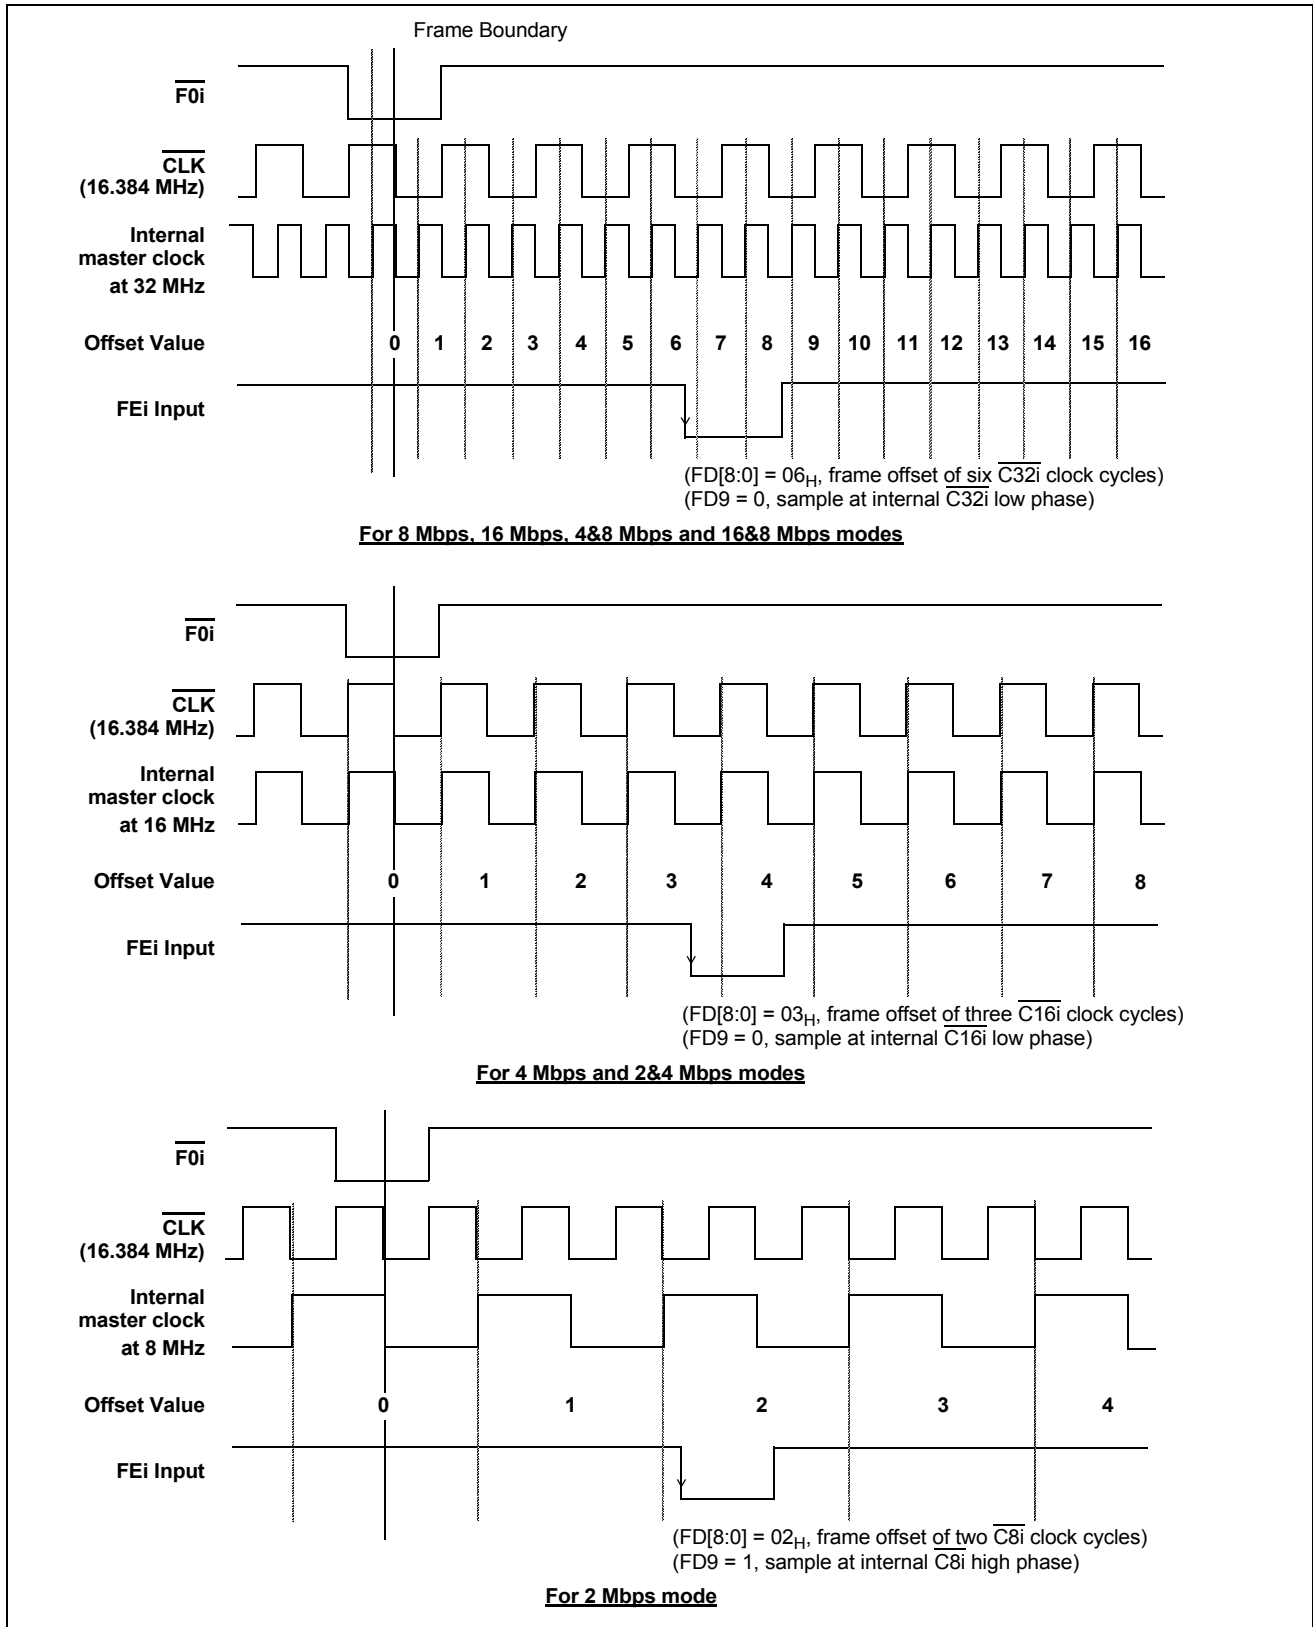 Frame Boundary
F0i
CLK
(16.384 MHz)
Internal
master clock
at 32 MHz
Offset Value 0 1 2 3 4 5 6 7 8 9 10 11 12 13 14 15 16
FEi Input
(FD[8:0] = 06H, frame offset of six C32i clock cycles)
(FD9 = 0, sample at internal C32i low phase)
For 8 Mbps, 16 Mbps, 4&8 Mbps and 16&8 Mbps modes
F0i
CLK
(16.384 MHz)
Internal
master clock
at 16 MHz
Offset Value 0 1 2 3 4 5 6 7 8
FEi Input
(FD[8:0] = 03H, frame offset of three C16i clock cycles)
(FD9 = 0, sample at internal C16i low phase)
For 4 Mbps and 2&4 Mbps modes
F0i
CLK
(16.384 MHz)
Internal
master clock
at 8 MHz
Offset Value 0 1 2 3 4
FEi Input
(FD[8:0] = 02H, frame offset of two C8i clock cycles)
(FD9 = 1, sample at internal C8i high phase)
For 2 Mbps mode